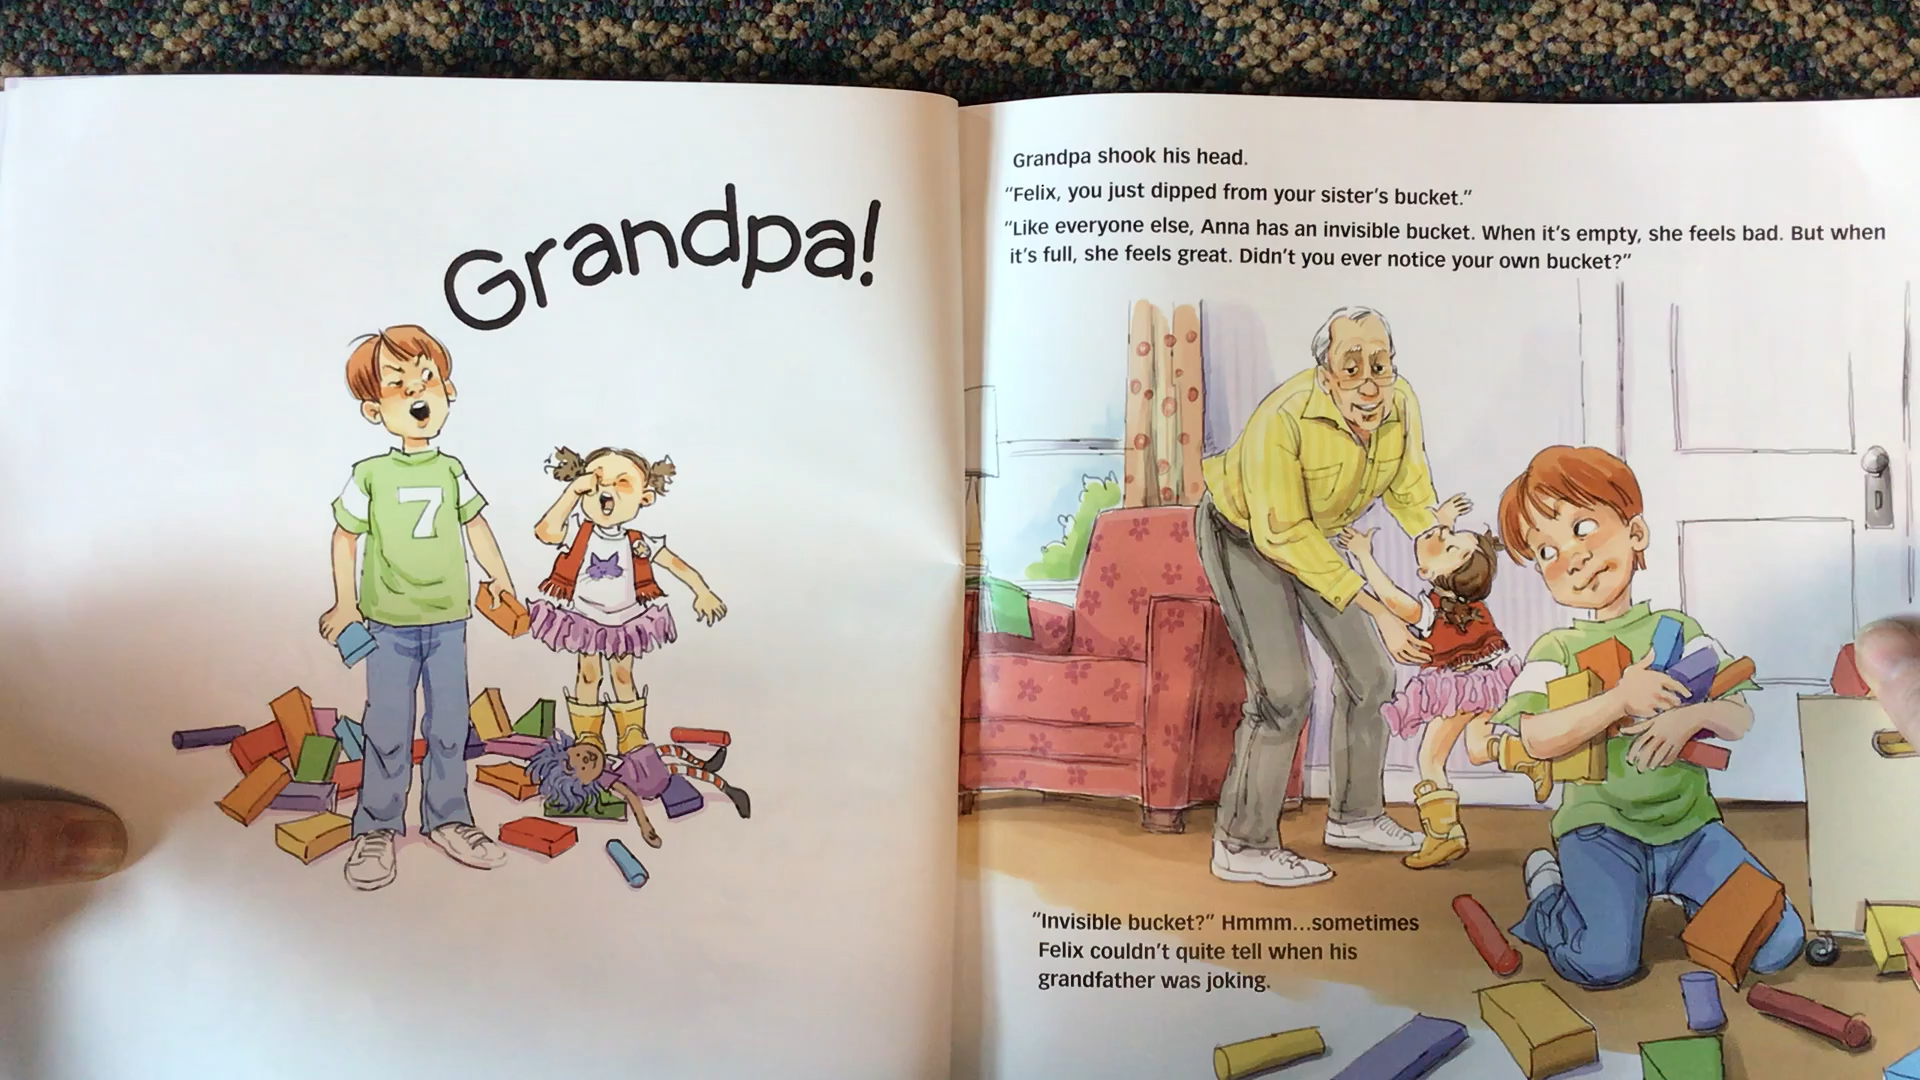 Grandpa!
7
Grandpa shook his head.
“Felix, you just dipped from your sister’s bucket.”
“Like everyone else, Anna has an invisible bucket. When it’s empty, she feels bad. But when
it’s full, she feels great. Didn’t you ever notice your own bucket?”
“Invisible bucket?” Hmmm...sometimes
Felix couldn’t quite tell when his
grandfather was joking.